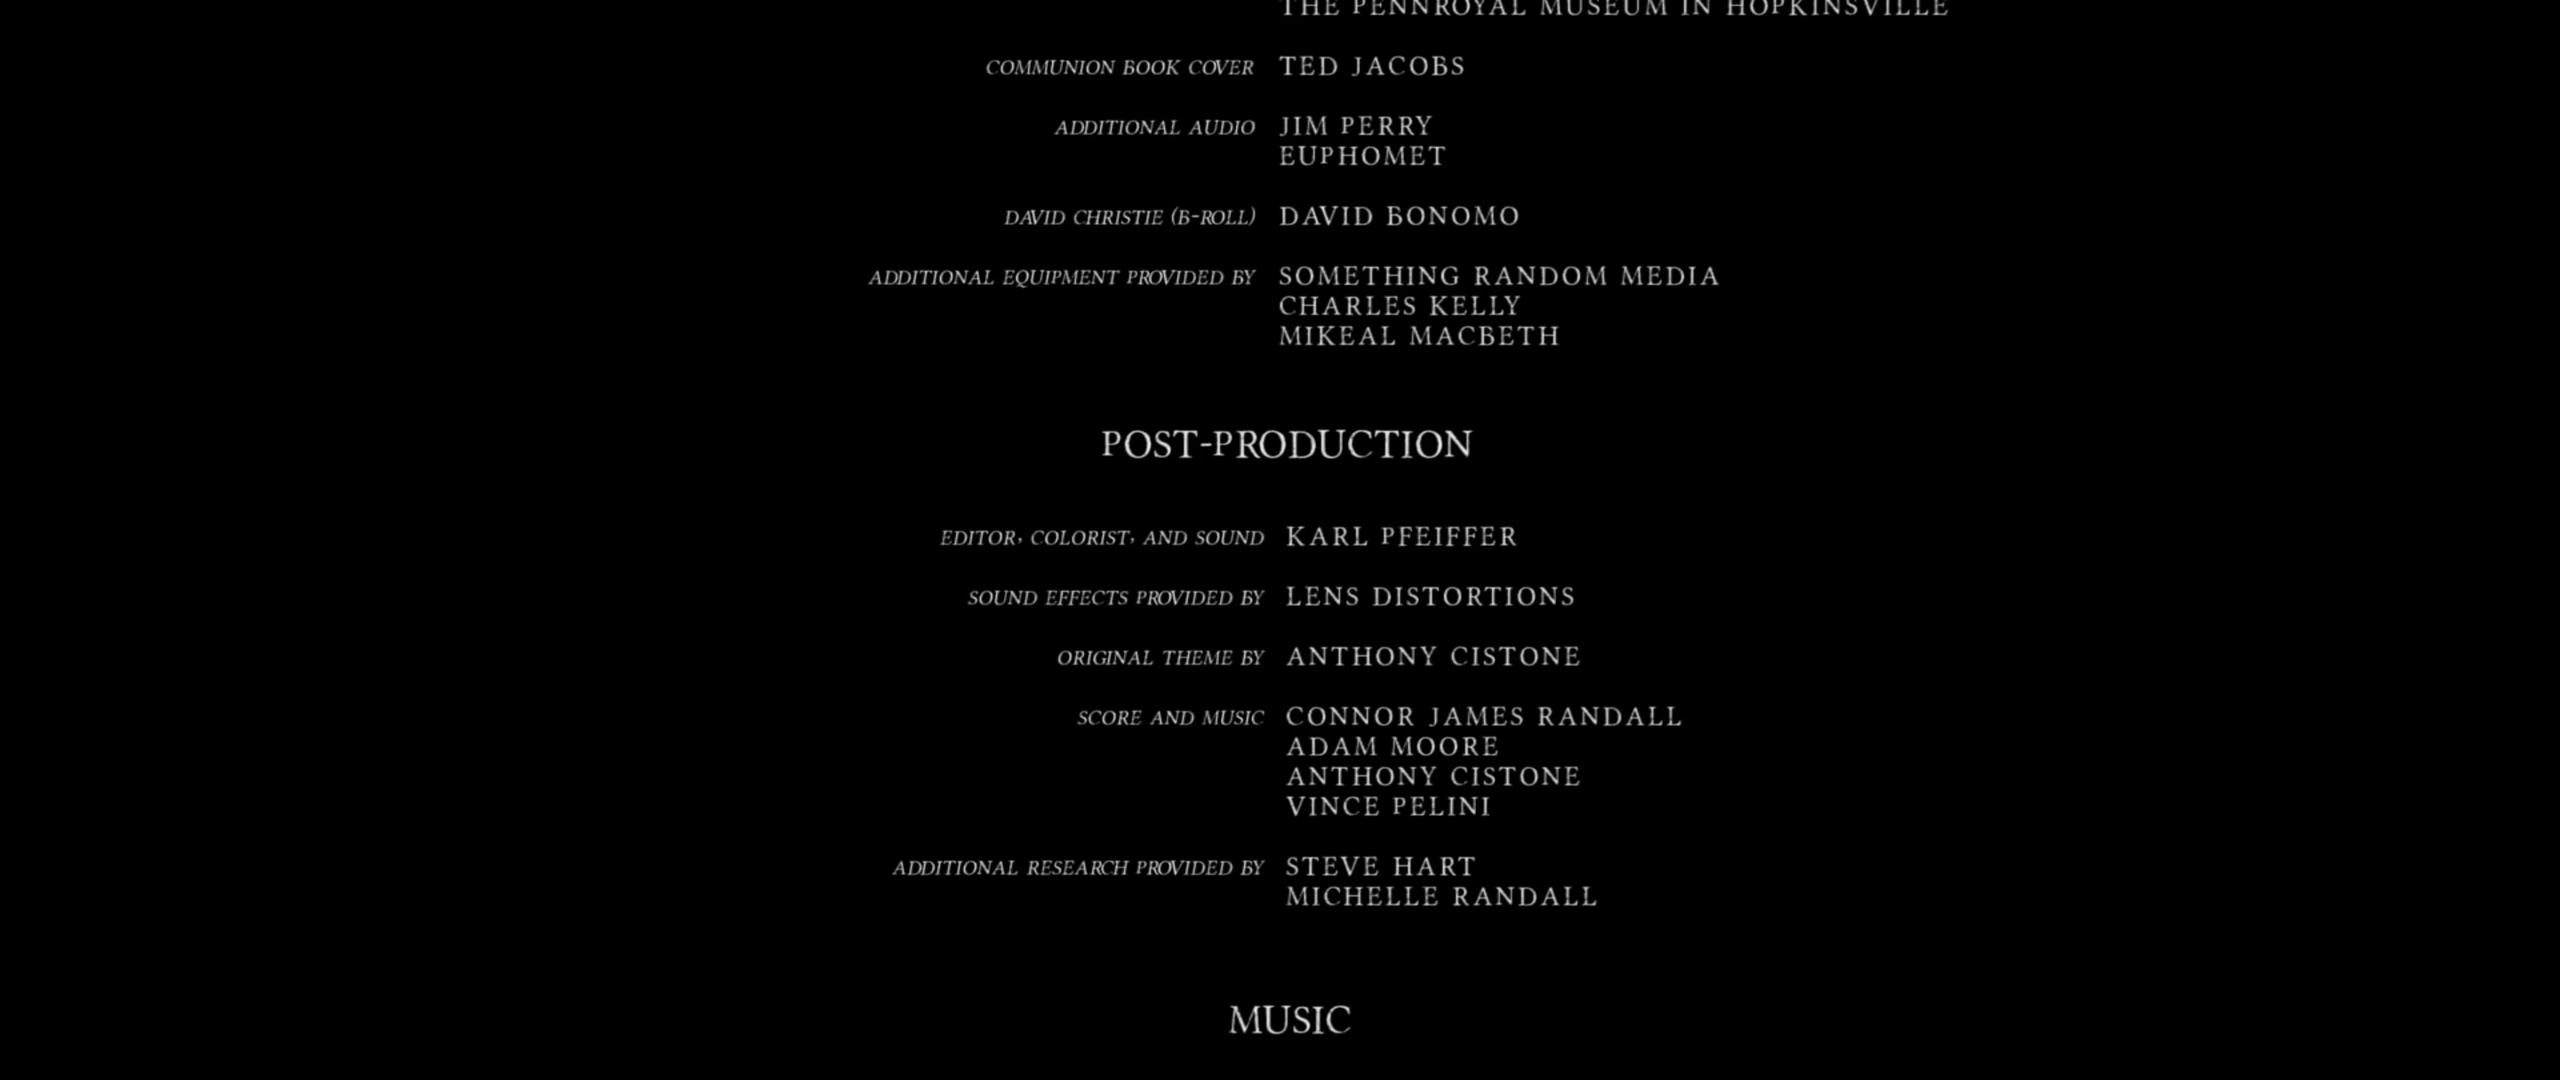 THE PENNROYAL MUSEUM IN HOPKINSVILLE
COMMUNION BOOK COVER TED JACOBS
ADDITIONAL AUDIO JIM PERRY
EUPHOMET
DAVID CHRISTIE (B-ROLL) DAVID BONOMO
ADDITIONAL EQUIPMENT PROVIDED BY SOMETHING RANDOM MEDIA
CHARLES KELLY
MIKEAL MACBETH
POST-PRODUCTION
EDITOR, COLORIST, AND SOUND KARL PFEIFFER
SOUND EFFECTS PROVIDED BY LENS DISTORTIONS
ORIGINAL THEME BY ANTHONY CISTONE
SCORE AND MUSIC CONNOR JAMES RANDALL
ADAM MOORE
ANTHONY CISTONE
VINCE PELINI
ADDITIONAL RESEARCH PROVIDED BY STEVE HART
MICHELLE RANDALL
MUSIC